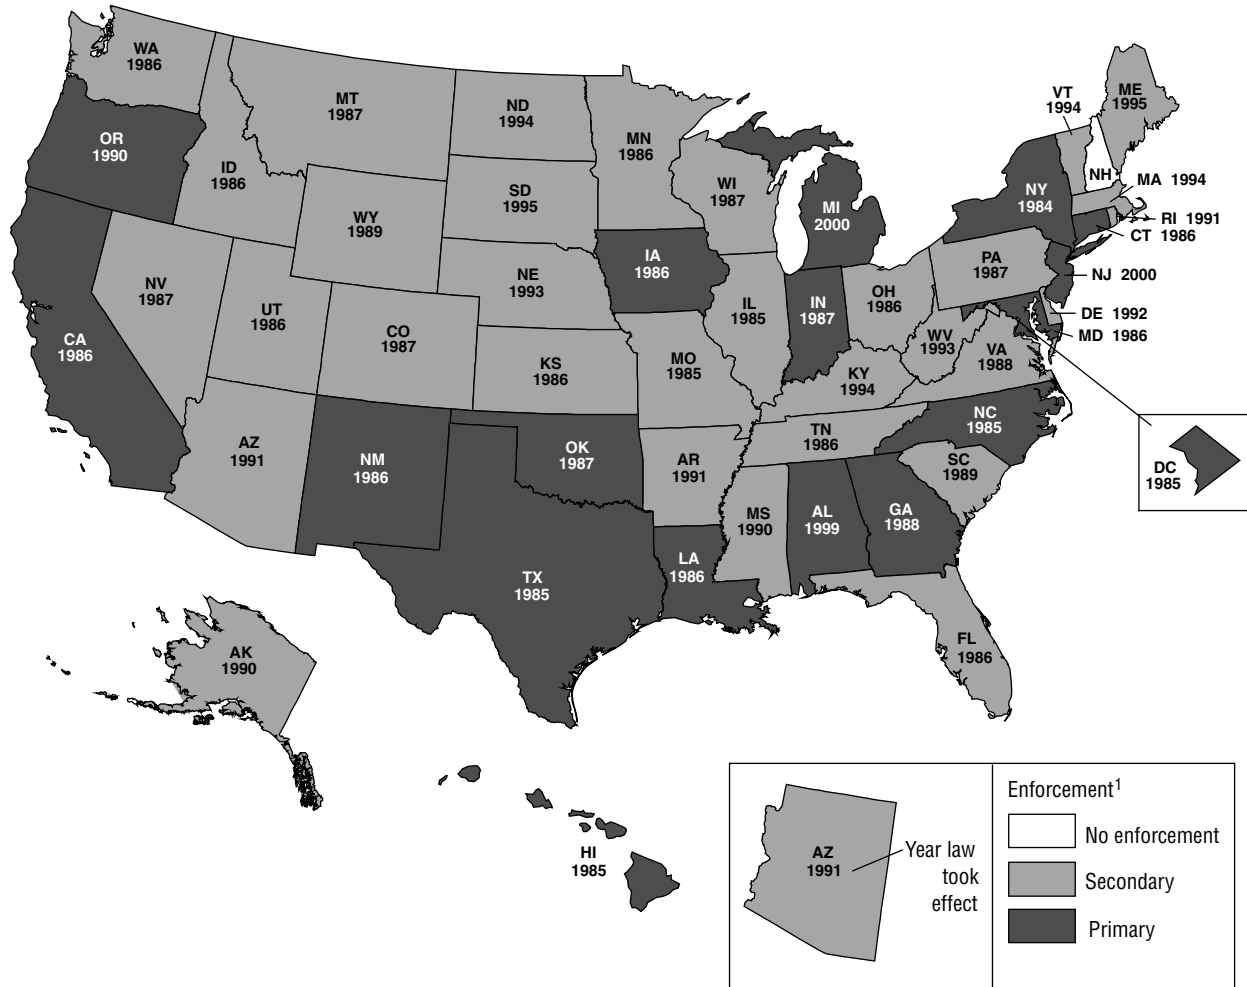 WA
1986
OR
1990
CA
1986
ID
1986
NV
1987
MT
1987
WY
1989
UT
1986
CO
1987
AZ
1991
NM
1986
ND
1994
SD
1995
NE
1993
KS
1986
OK
1987
TX
1985
MN
1986
IA
1986
MO
1985
AR
1991
LA
1986
WI
1987
IL
1985
MI
2000
IN
1987
OH
1986
KY
1994
TN
1986
MS
1990
AL
1999
GA
1988
FL
1986
SC
1989
NC
1985
VA
1988
WV
1993
PA
1987
NY
1984
VT
1994
ME
1995
NH
MA 1994
RI 1991
CT 1986
NJ 2000
DE 1992
MD 1986
DC
1985
AK
1990
HI
1985
AZ
1991
Year law
took
effect
Enforcement1
No enforcement
Secondary
Primary